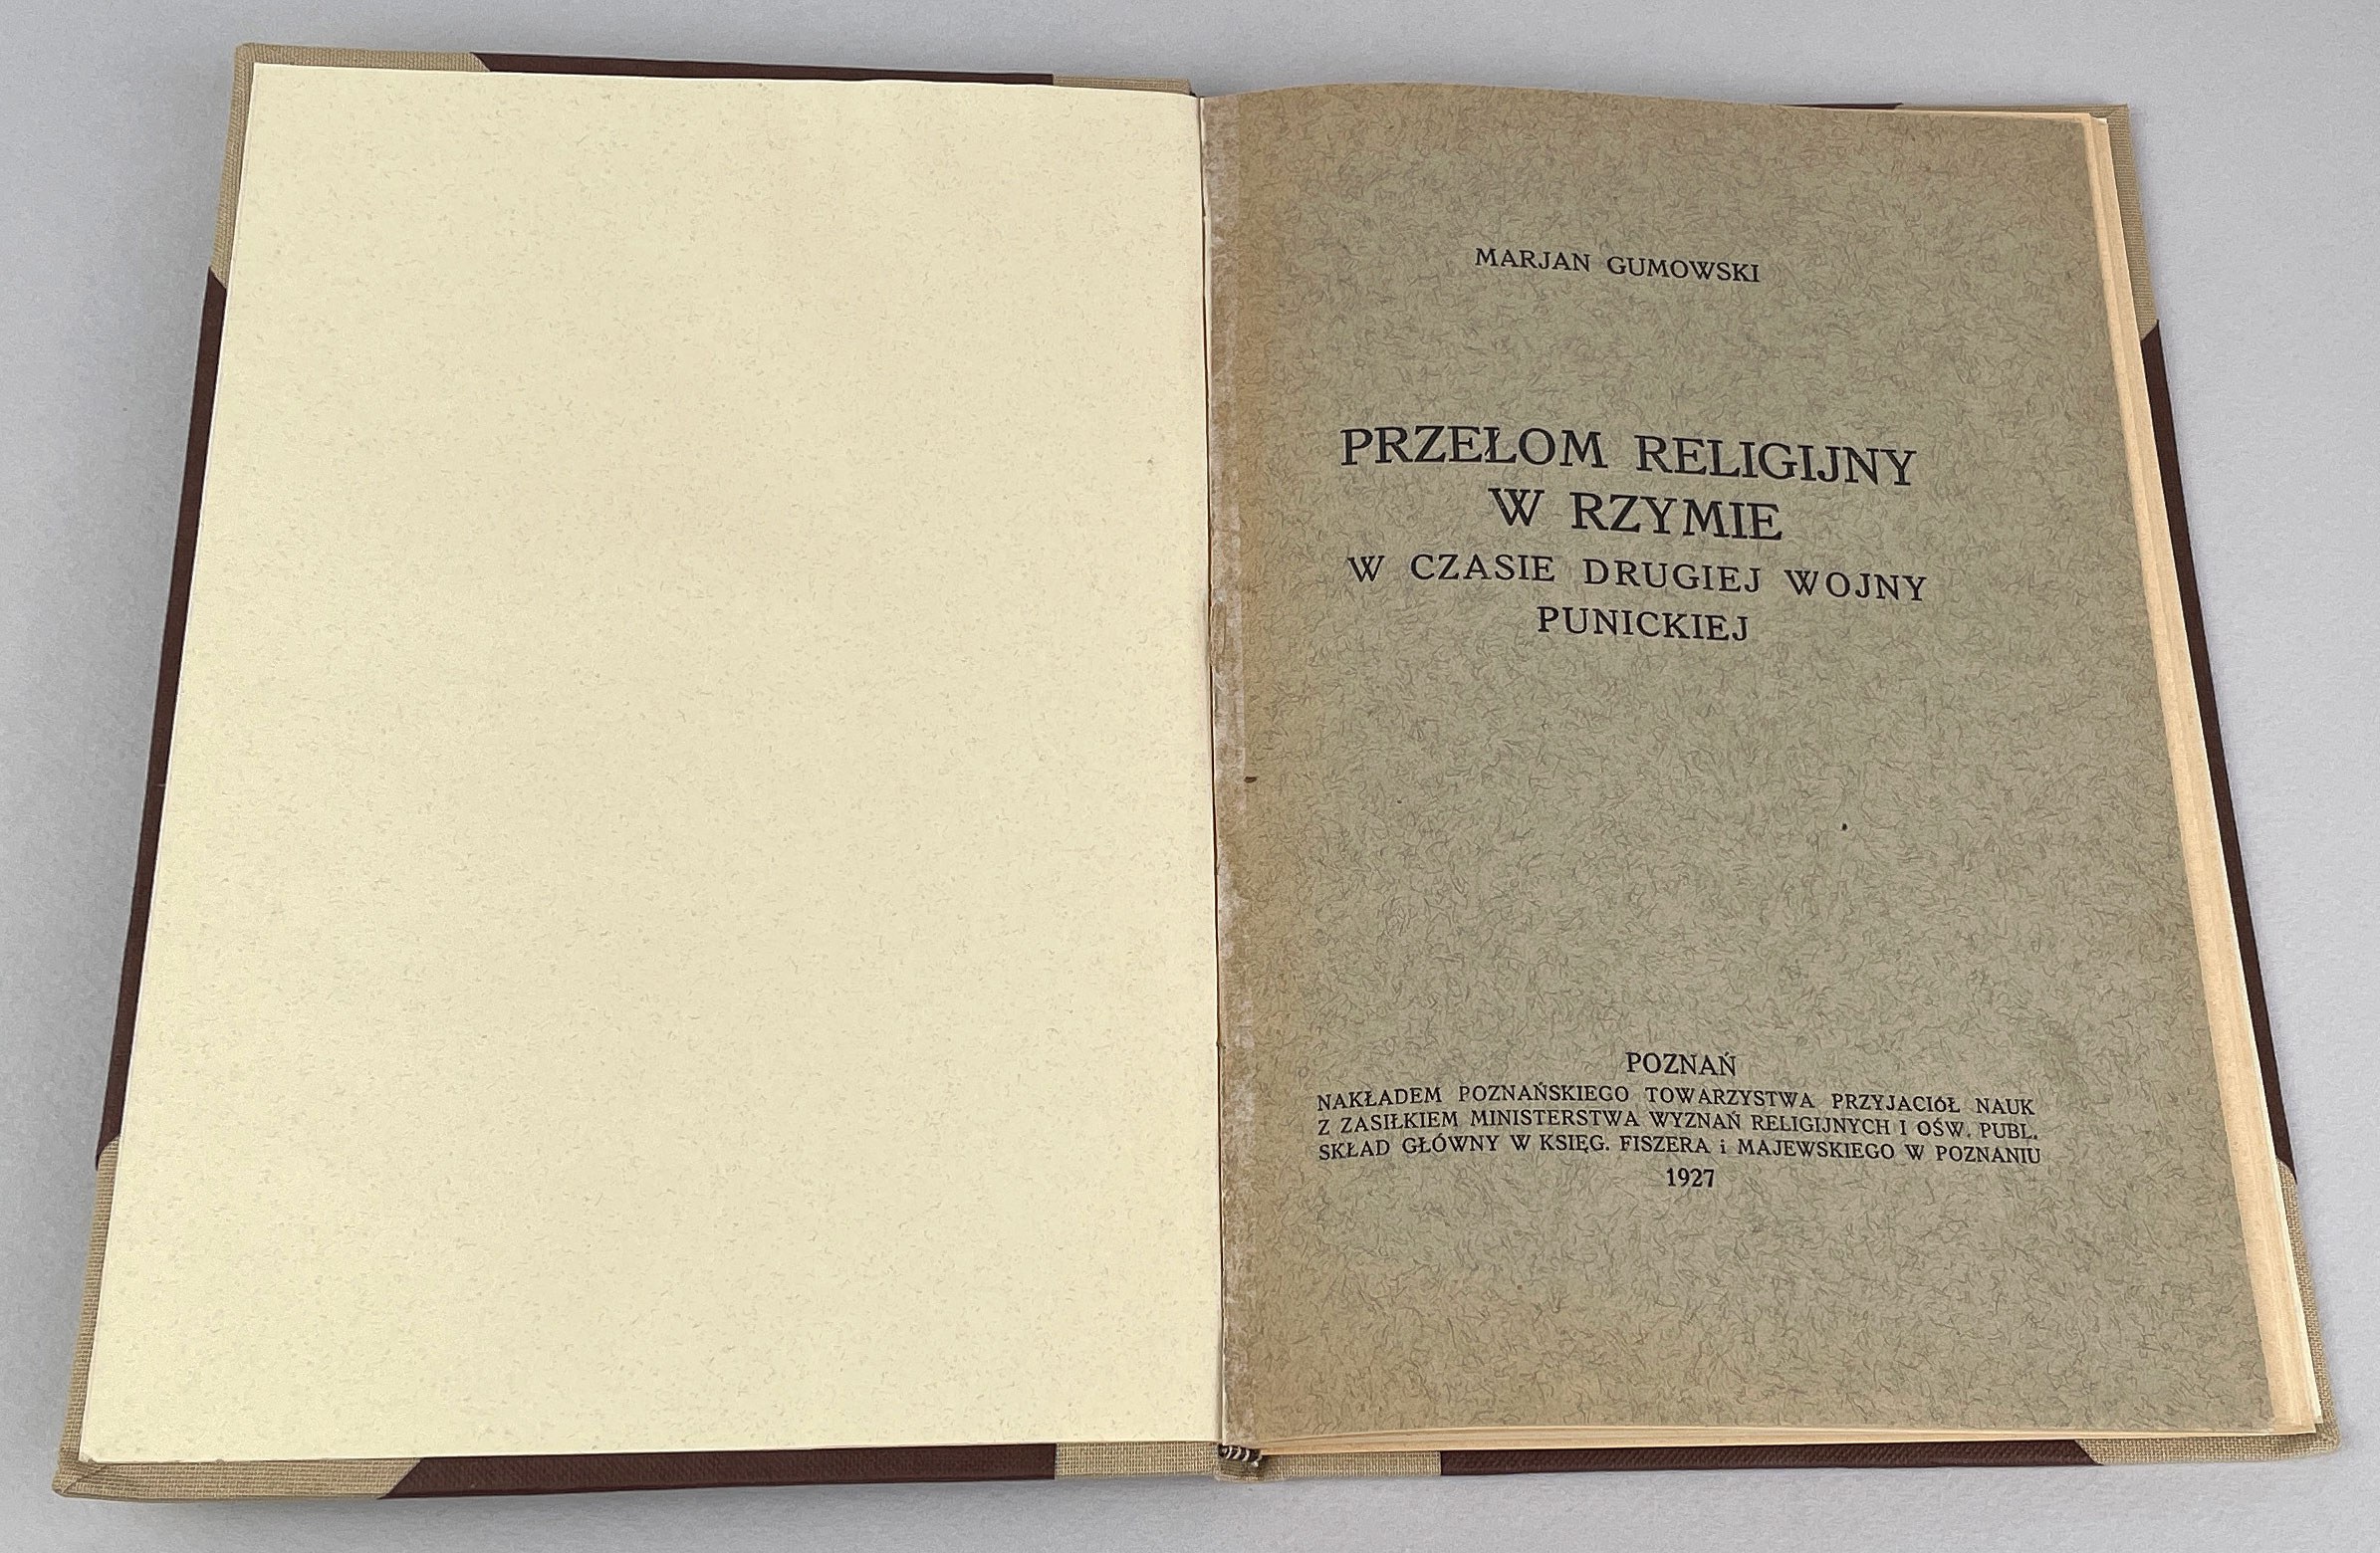 MARJAN GUMOWSKI
PRZEŁOM RELIGIJNY
W RZYMIE
W CZASIE DRUGIEJ WOJNY
PUNICKIEJ
POZNAŃ
NAKŁADEM POZNAŃSKIEGO TOWARZYSTWA PRZYJACIÓŁ NAUK
Z ZASIŁKIEM MINISTERSTWA WYZNAŃ RELIGIJNYCH I OŚW. PUBL.
SKŁAD GŁÓWNY W KSIĘG. FISZERA i MAJEWSKIEGO W POZNANIU
1927